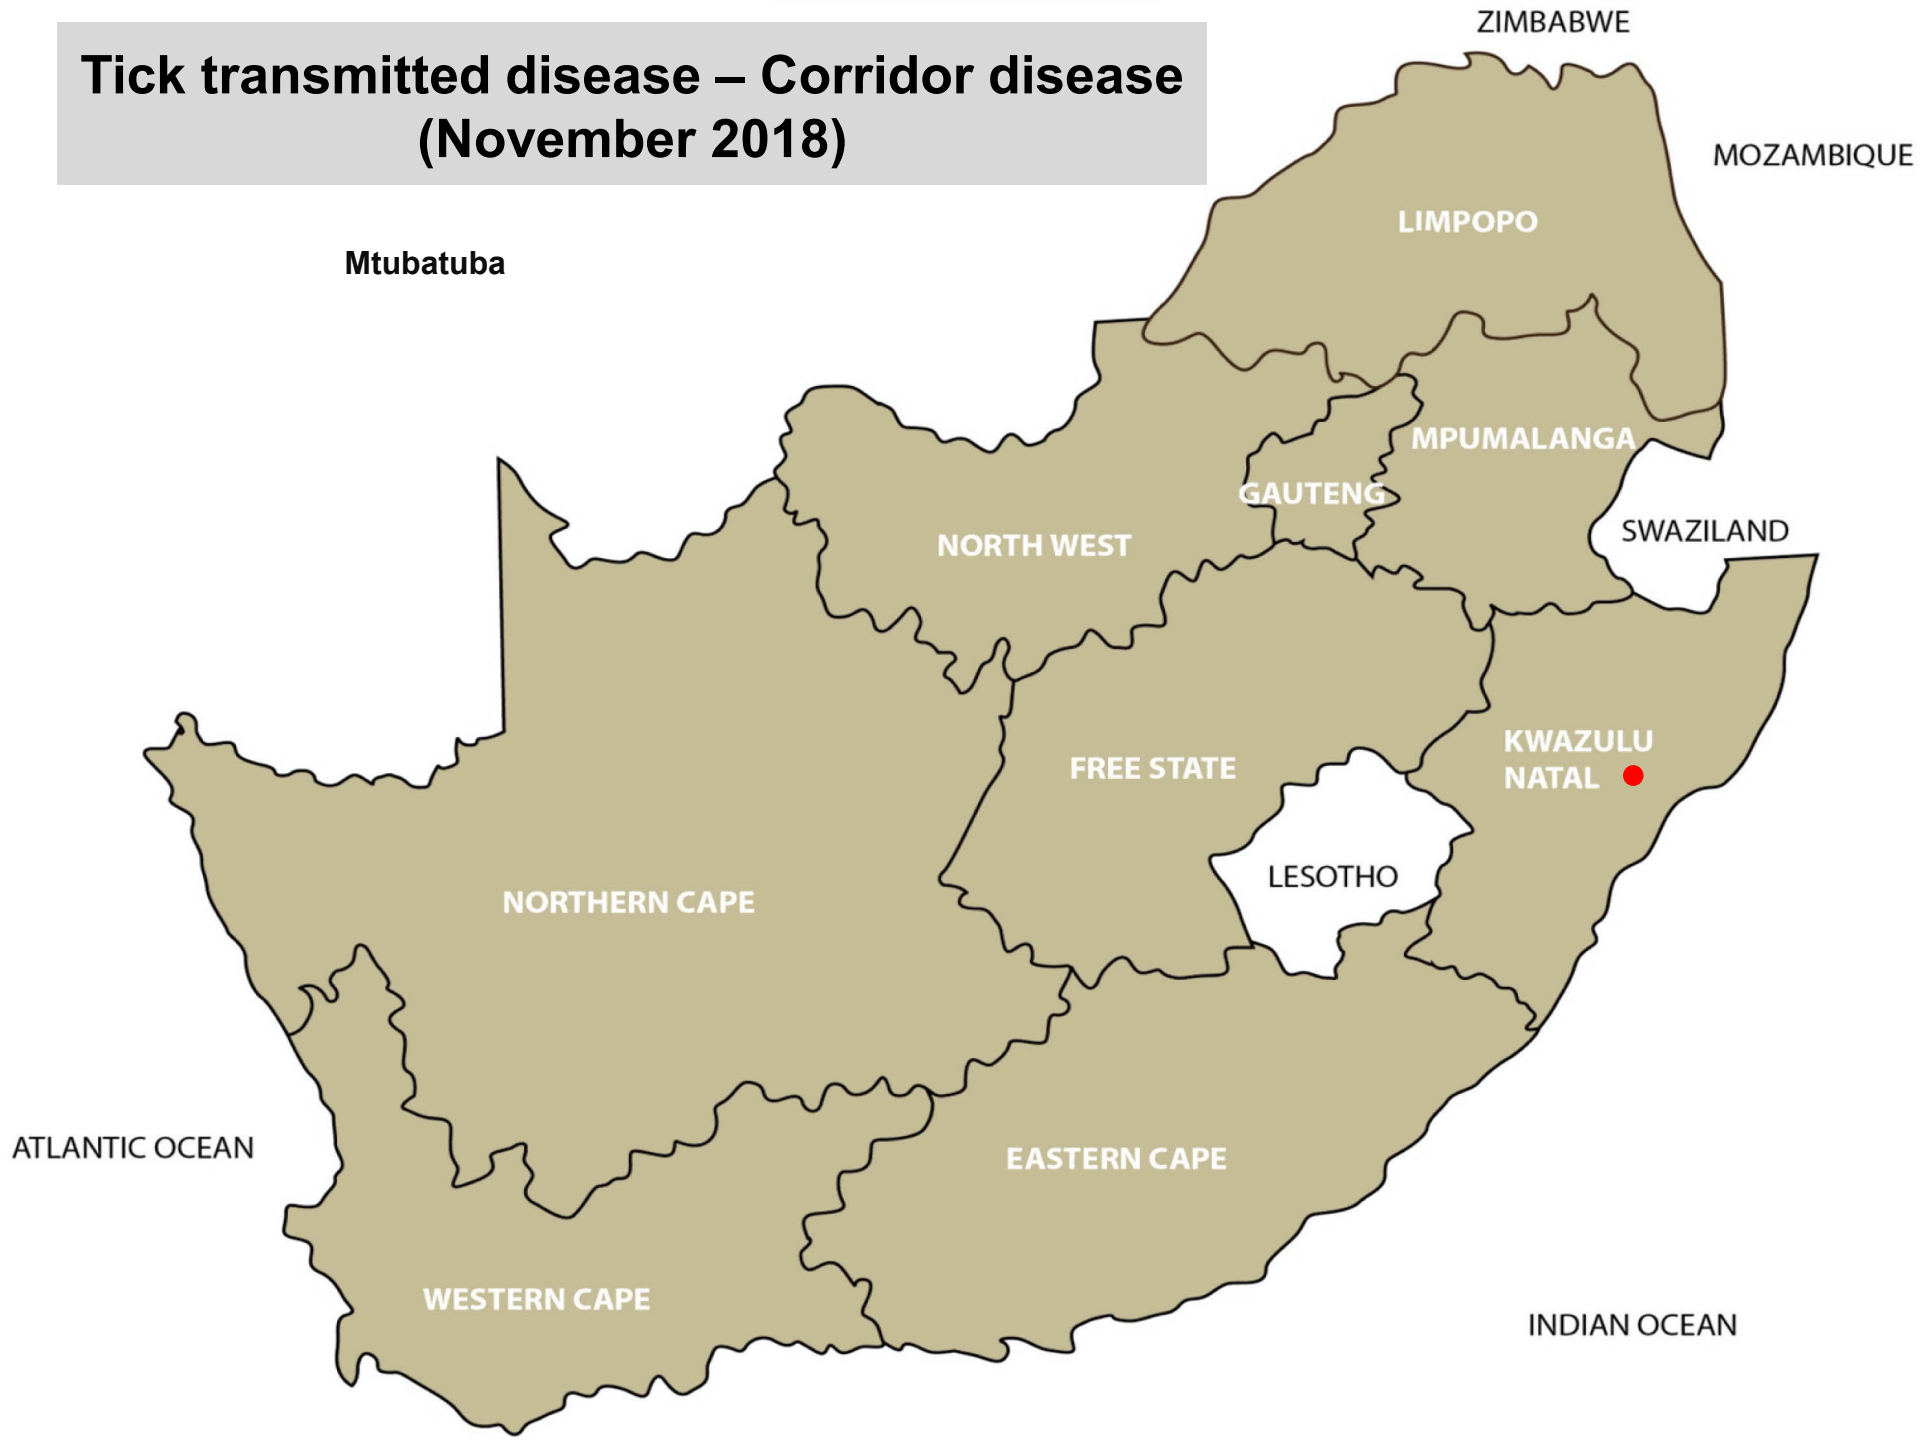 Tick transmitted disease – Corridor disease
(November 2018)
ZIMBABWE
MOZAMBIQUE
LIMPOPO
Mtubatuba
MPUMALANGA
GAUTENG
SWAZILAND
NORTH WEST
KWAZULU
NATAL
FREE STATE
LESOTHO
NORTHERN CAPE
ATLANTIC OCEAN
EASTERN CAPE
WESTERN CAPE
INDIAN OCEAN